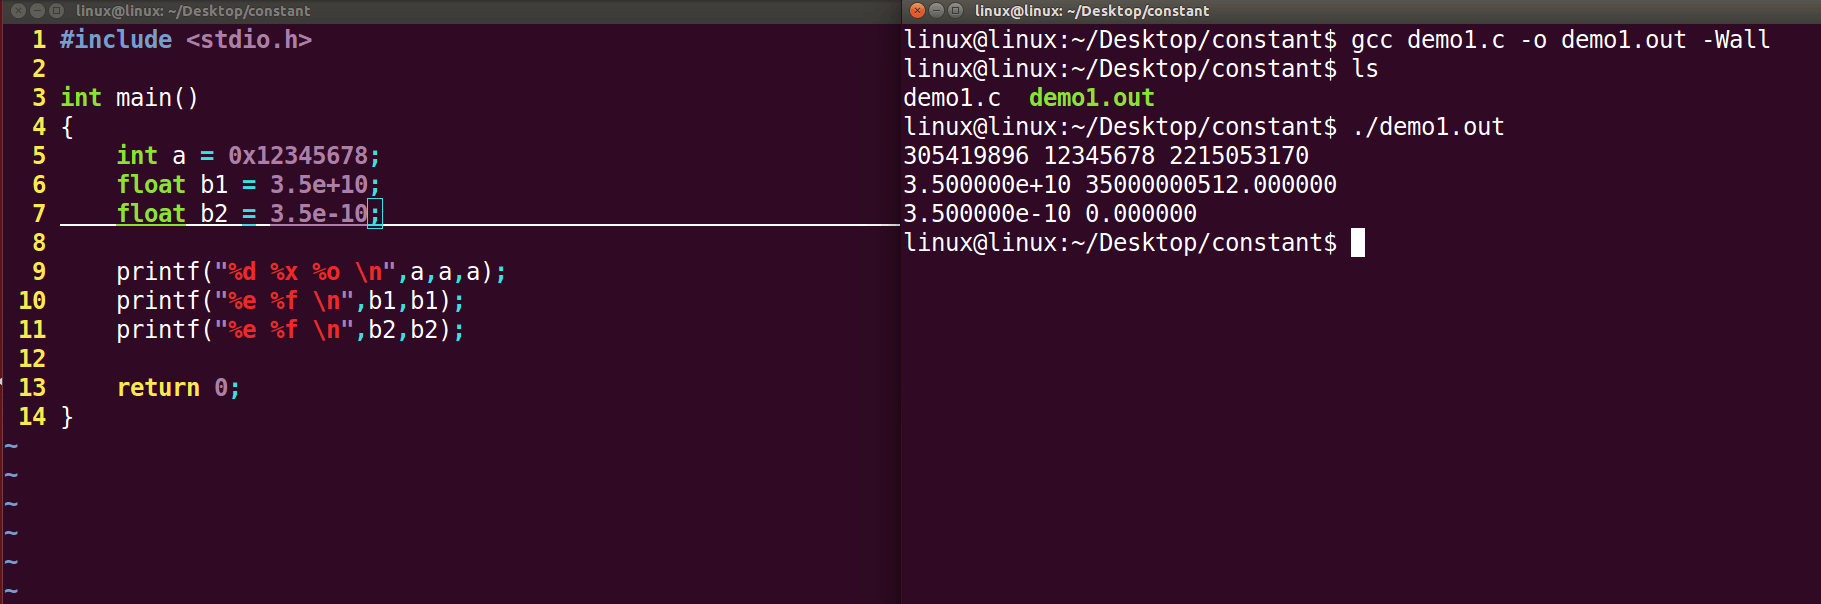 linux@linux: ~/Desktop/constant
1 #include <stdio.h>
2
3 int main()
4 {
5     int a = 0x12345678;
6     float b1 = 3.5e+10;
7     float b2 = 3.5e-10;
8
9     printf("%d %x %o \n",a,a,a);
10     printf("%e %f \n",b1,b1);
11     printf("%e %f \n",b2,b2);
12
13     return 0;
14 }
~
~
~
~
~
~
linux@linux: ~/Desktop/constant
linux@linux:~/Desktop/constant$ gcc demo1.c -o demo1.out -Wall
linux@linux:~/Desktop/constant$ ls
demo1.c  demo1.out
linux@linux:~/Desktop/constant$ ./demo1.out
305419896 12345678 2215053170
3.500000e+10 35000000512.000000
3.500000e-10 0.000000
linux@linux:~/Desktop/constant$